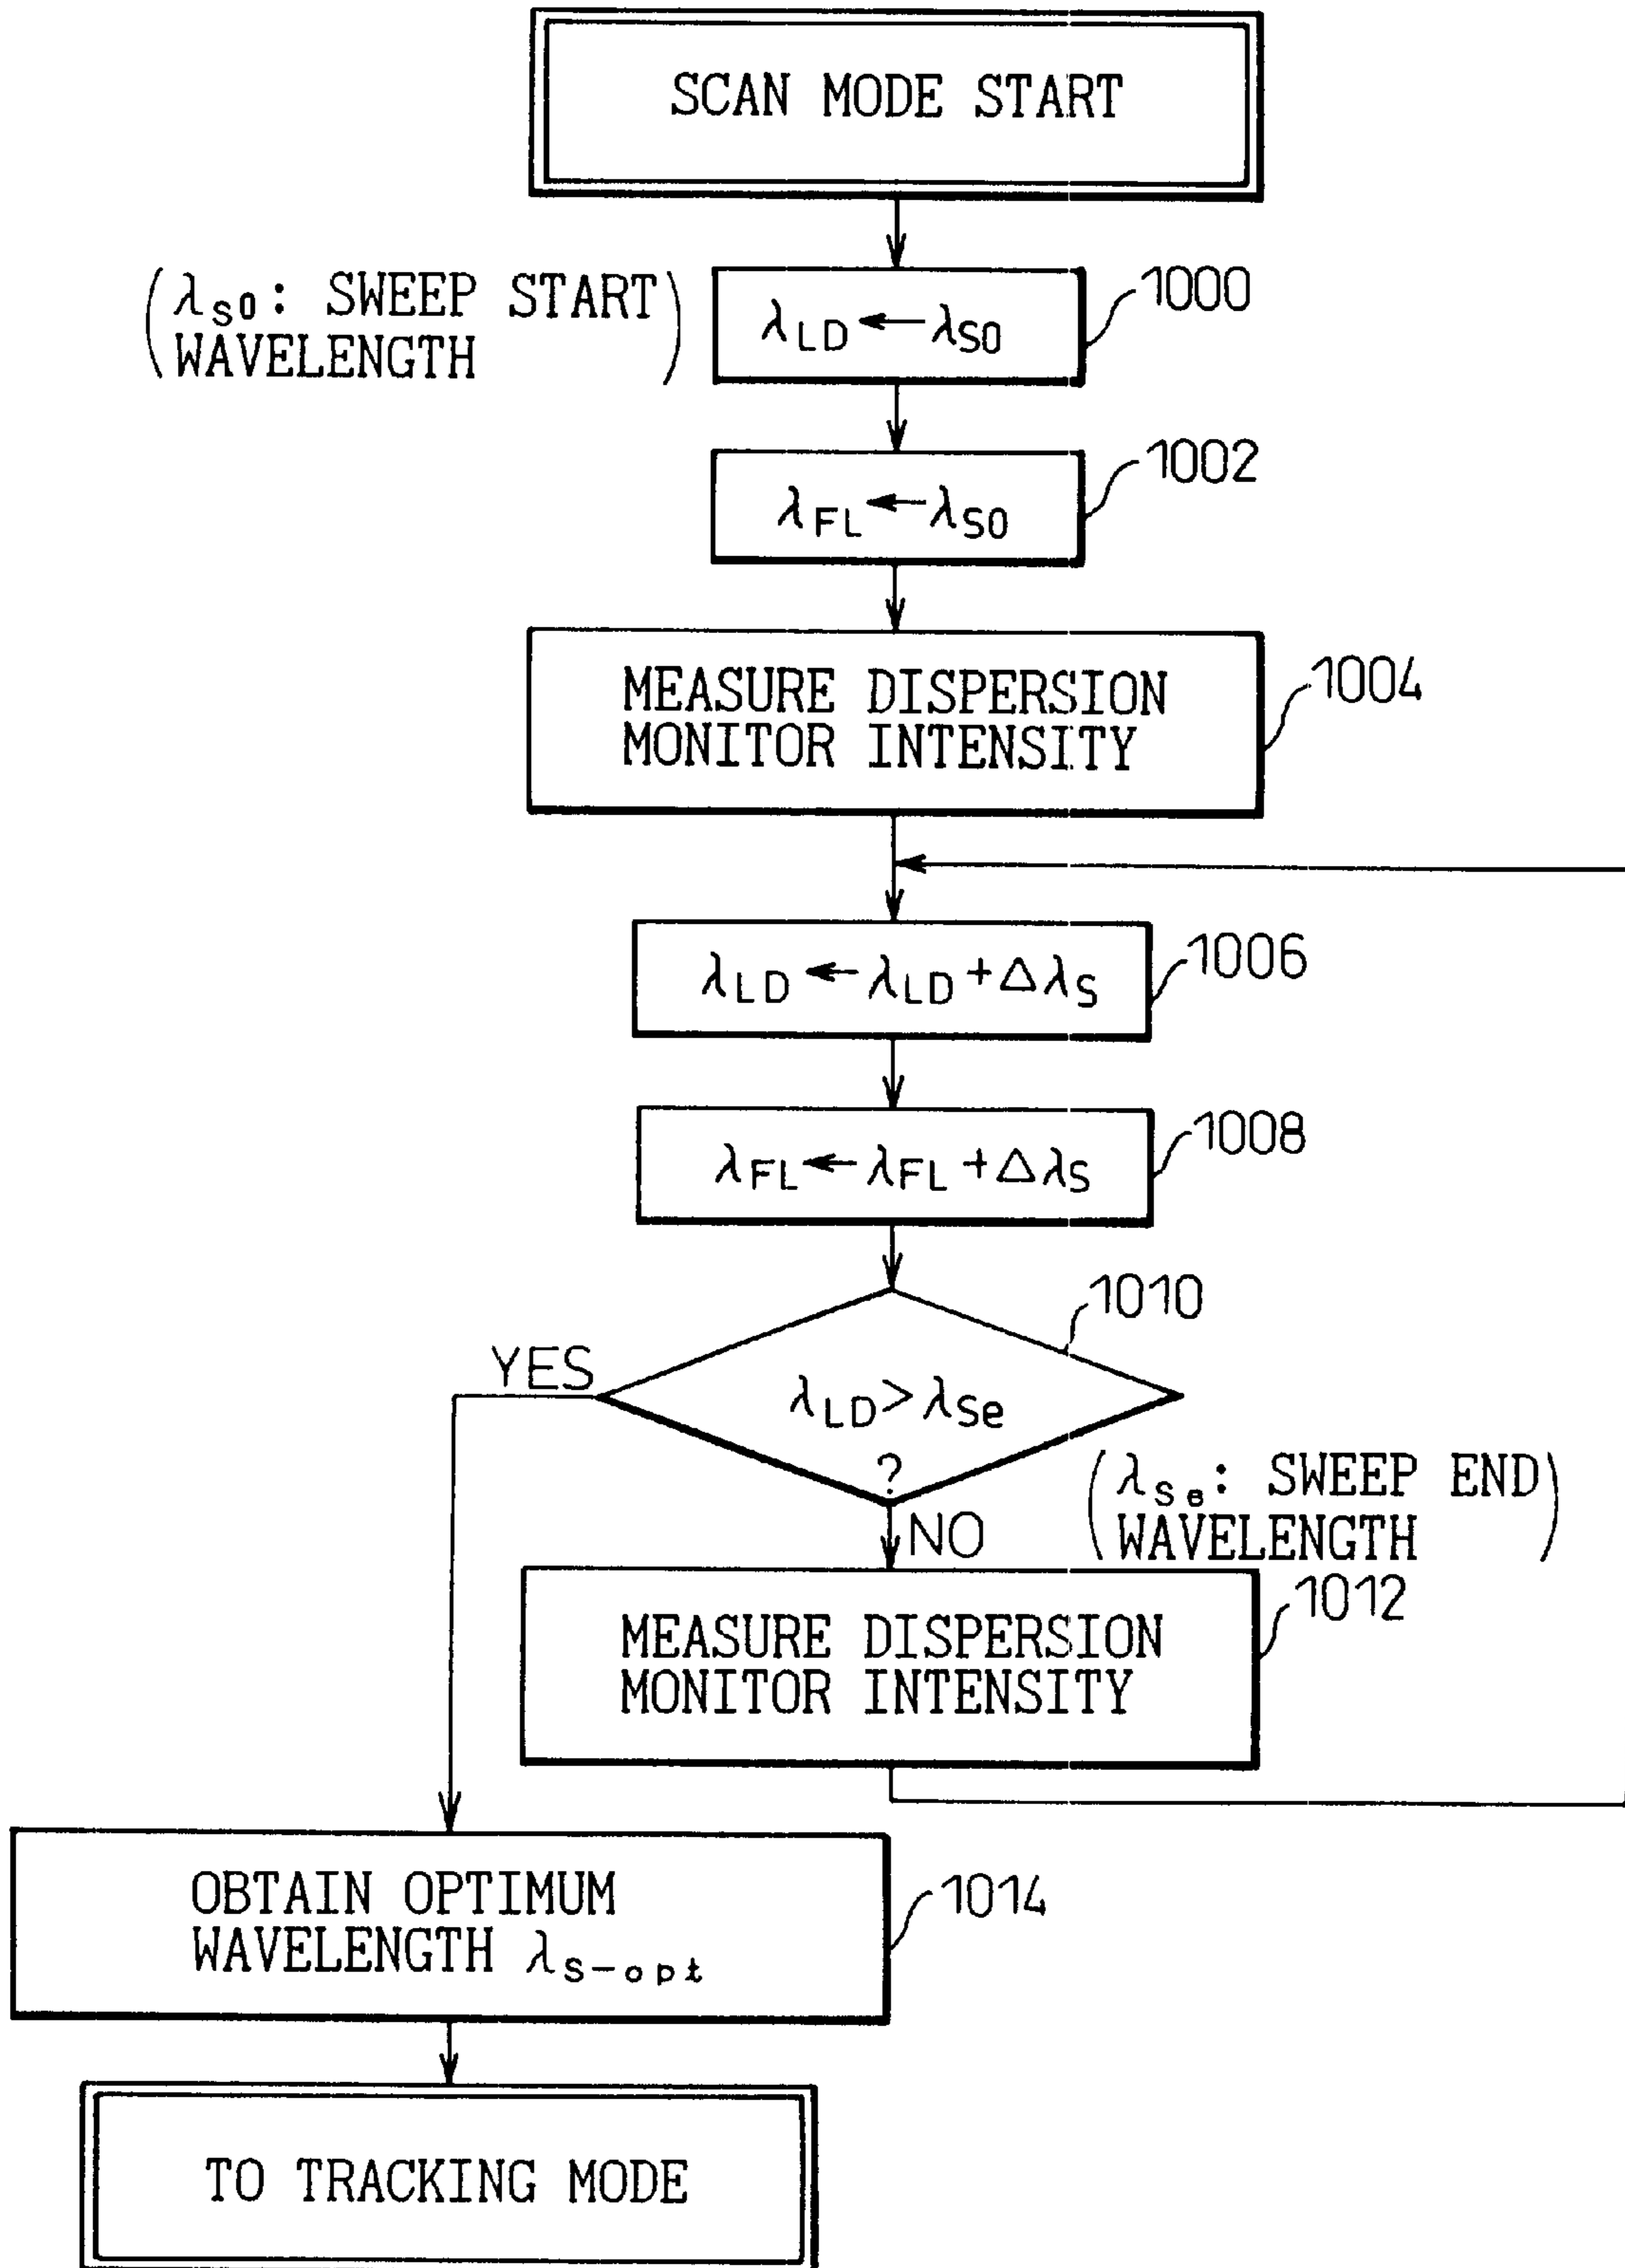 SCAN MODE START
(λS0: SWEEP START
WAVELENGTH)
λLD ← λS0
1000
λFL ← λS0
1002
MEASURE DISPERSION
MONITOR INTENSITY
1004
λLD ← λLD + ΔλS
1006
λFL ← λFL + ΔλS
1008
1010
YES
λLD > λSe
?
NO
(λSe: SWEEP END
WAVELENGTH)
MEASURE DISPERSION
MONITOR INTENSITY
1012
OBTAIN OPTIMUM
WAVELENGTH λS-opt
1014
TO TRACKING MODE